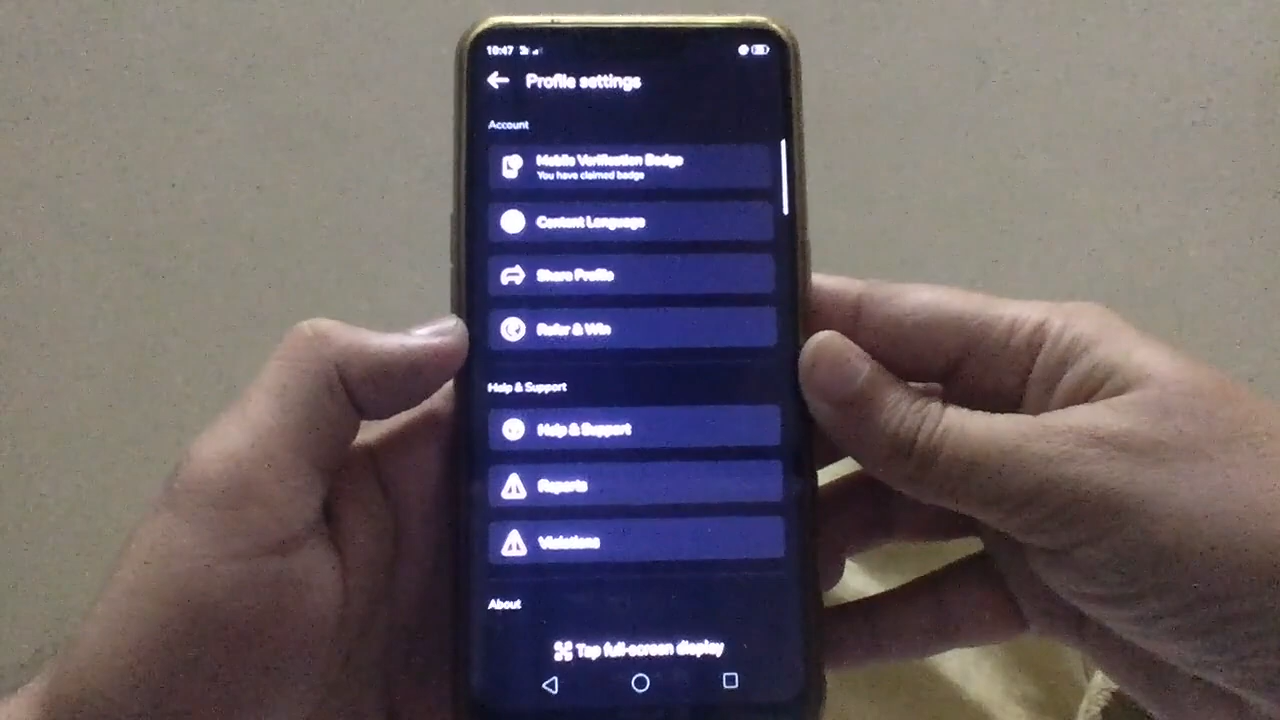 10:47
Profile settings
Account
Mobile Verification Badge
You have claimed badge
Content Language
Share Profile
Refer & Win
Help & Support
Help & Support
Reports
Violations
About
Tap full-screen display